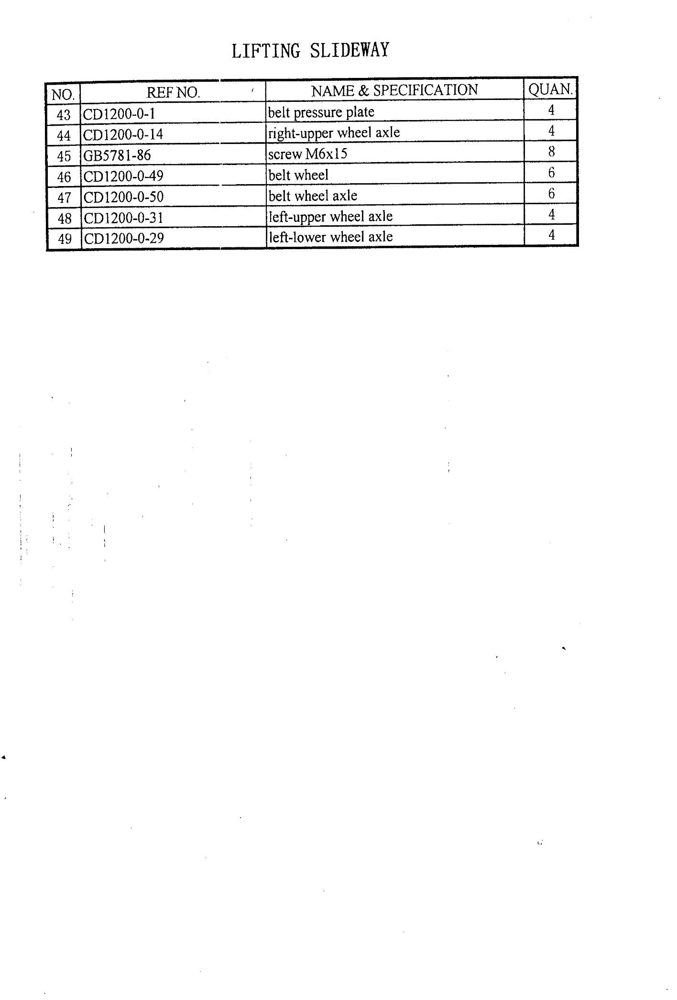 LIFTING SLIDEWAY
NO. REF NO. NAME & SPECIFICATION QUAN.
43 CD1200-0-1 belt pressure plate 4
44 CD1200-0-14 right-upper wheel axle 4
45 GB5781-86 screw M6x15 8
46 CD1200-0-49 belt wheel 6
47 CD1200-0-50 belt wheel axle 6
48 CD1200-0-31 left-upper wheel axle 4
49 CD1200-0-29 left-lower wheel axle 4